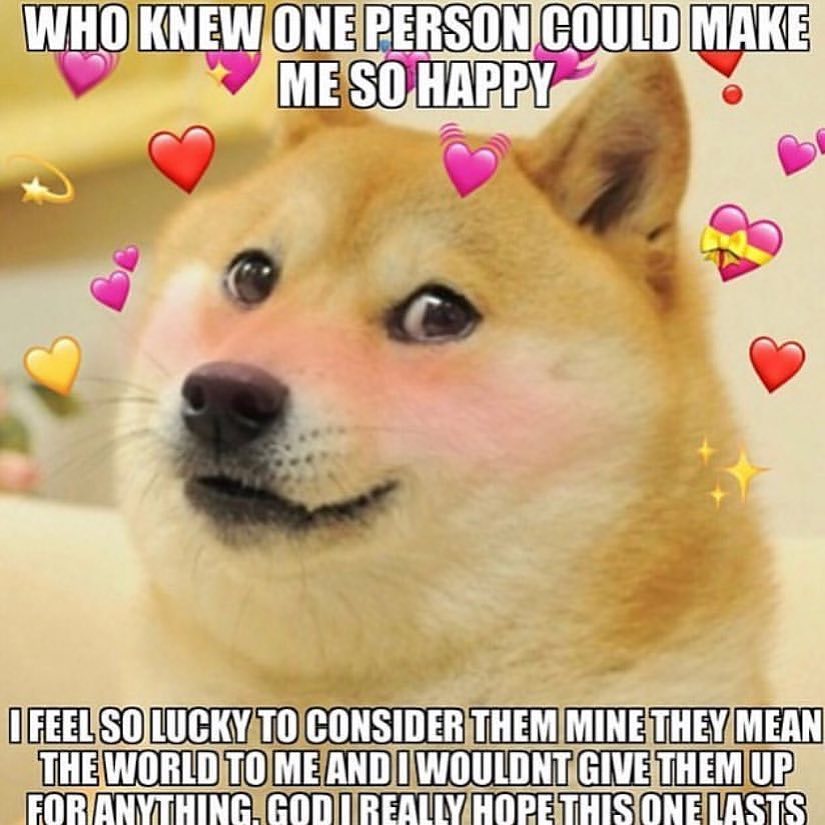 WHO KNEW ONE PERSON COULD MAKE
ME SO HAPPY
I FEEL SO LUCKY TO CONSIDER THEM MINE THEY MEAN
THE WORLD TO ME AND I WOULDNT GIVE THEM UP
FOR ANYTHING. GOD I REALLY HOPE THIS ONE LASTS